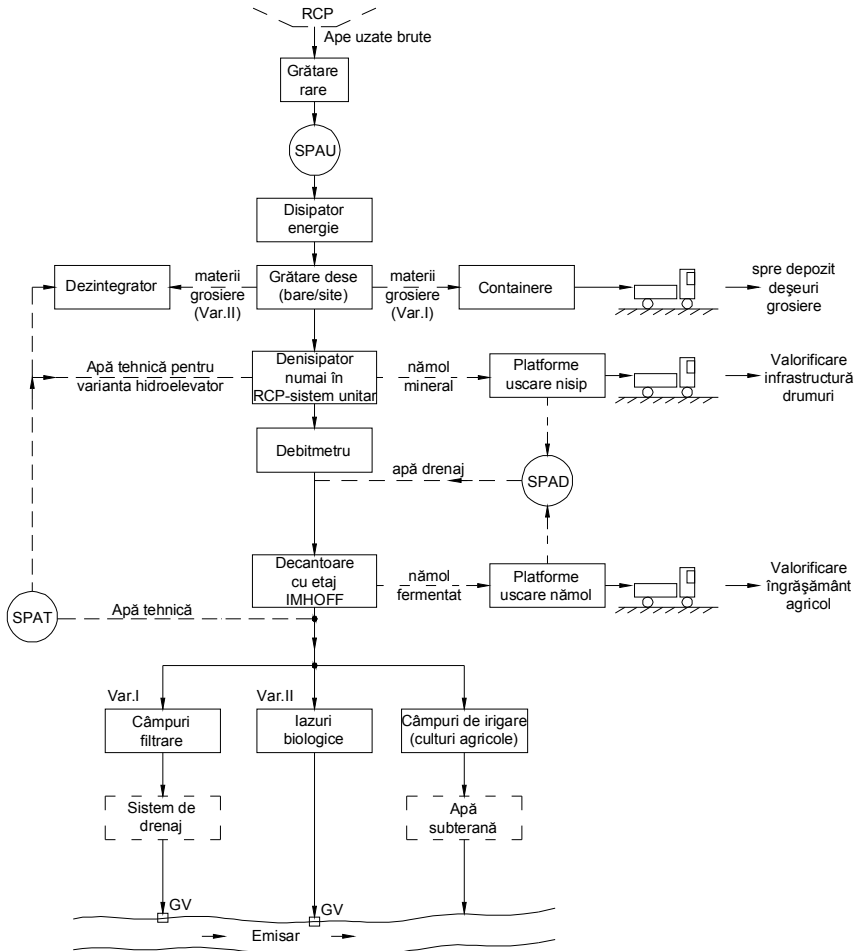 RCP
Ape uzate brute
Grătare
rare
SPAU
Disipator
energie
Dezintegrator
materii
grosiere
(Var.II)
Grătare dese
(bare/site)
materii
grosiere
(Var.I)
Containere
spre depozit
deşeuri
grosiere
Apă tehnică pentru
varianta hidroelevator
Denisipator
numai în
RCP-sistem unitar
nămol
mineral
Platforme
uscare nisip
Valorificare
infrastructură
drumuri
Debitmetru
apă drenaj
SPAD
Decantoare
cu etaj
IMHOFF
nămol
fermentat
Platforme
uscare nămol
Valorificare
îngrăşământ
agricol
SPAT
Apă tehnică
Var.I
Var.II
Câmpuri
filtrare
Iazuri
biologice
Câmpuri de irigare
(culturi agricole)
Sistem de
drenaj
Apă
subterană
GV
GV
Emisar